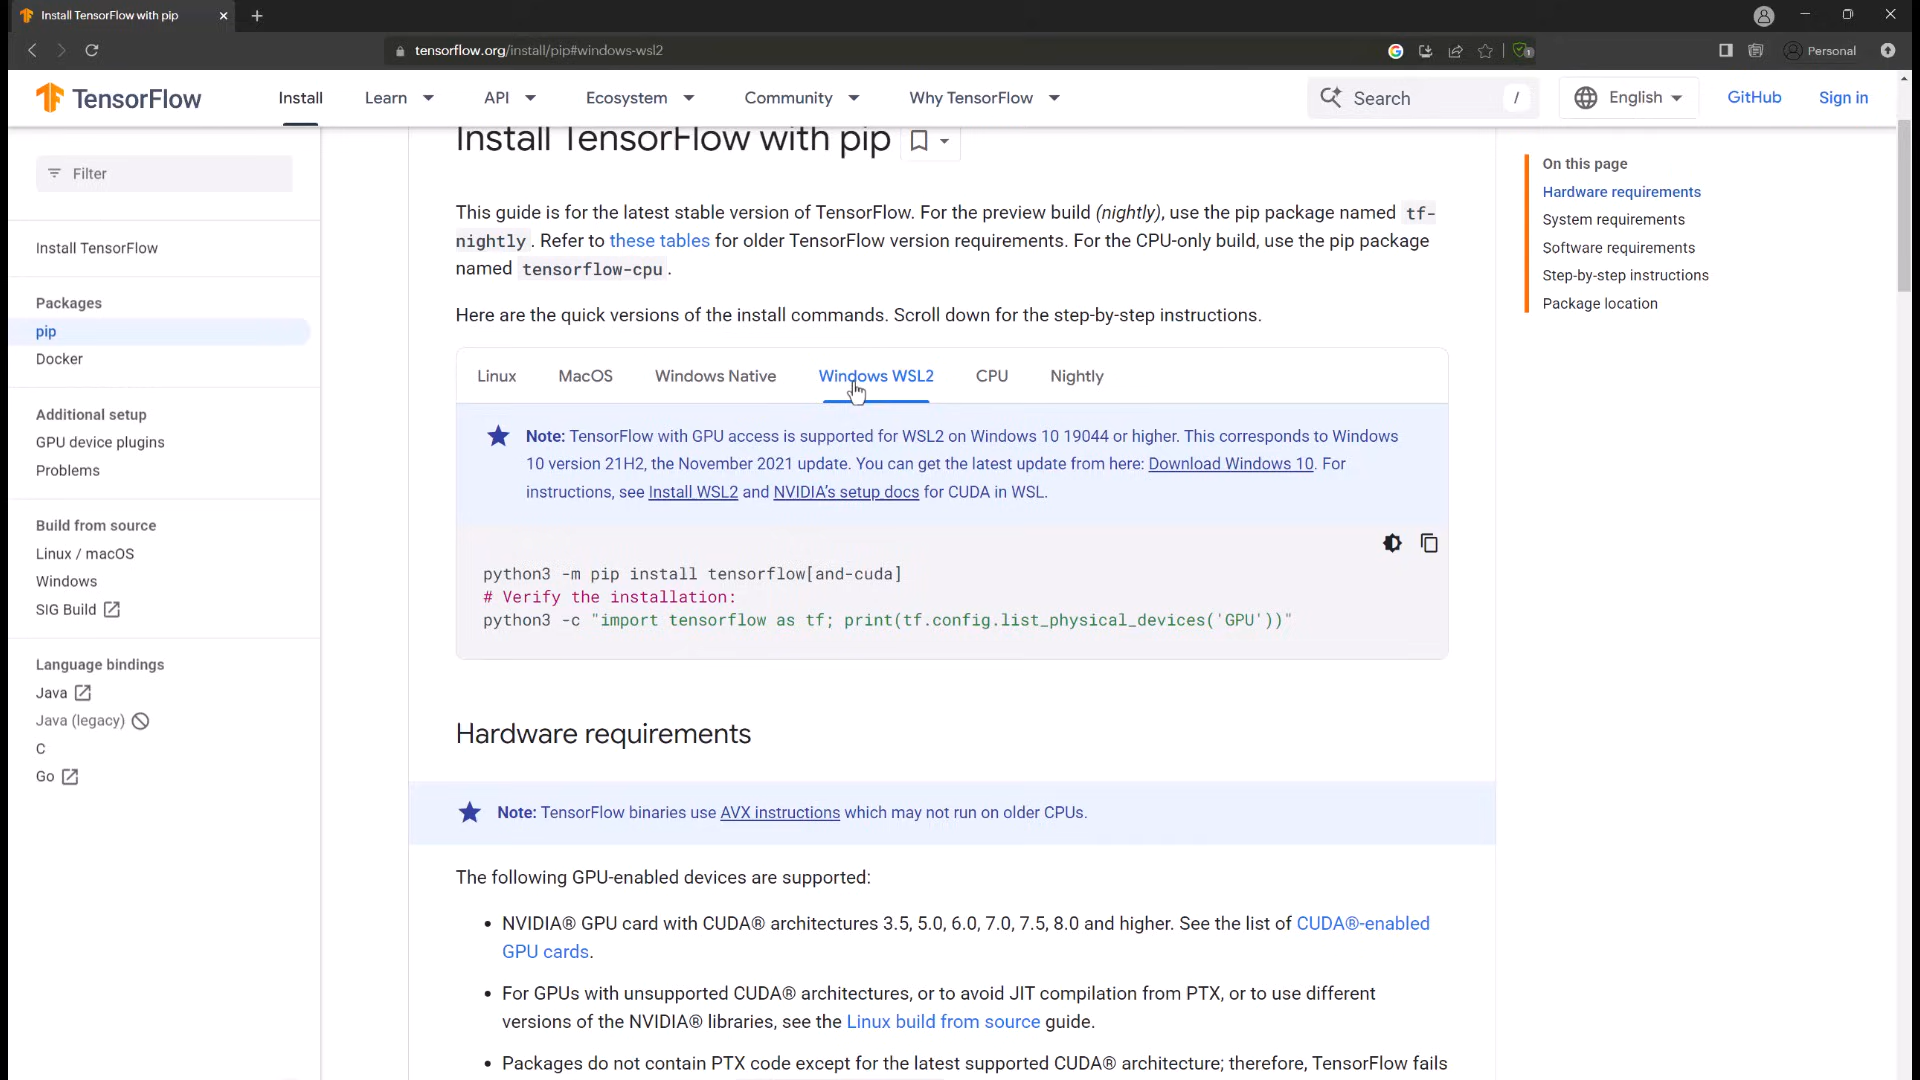 Install TensorFlow with pip
tensorflow.org/install/pip#windows-wsl2
Personal
TensorFlow
Install
Learn
API
Ecosystem
Community
Why TensorFlow
Search
/
English
GitHub
Sign in
Filter
Install TensorFlow
Packages
pip
Docker
Additional setup
GPU device plugins
Problems
Build from source
Linux / macOS
Windows
SIG Build
Language bindings
Java
Java (legacy)
C
Go
Install TensorFlow with pip
This guide is for the latest stable version of TensorFlow. For the preview build (nightly), use the pip package named tf-
nightly. Refer to these tables for older TensorFlow version requirements. For the CPU-only build, use the pip package
named tensorflow-cpu.
Here are the quick versions of the install commands. Scroll down for the step-by-step instructions.
Linux
MacOS
Windows Native
Windows WSL2
CPU
Nightly
Note: TensorFlow with GPU access is supported for WSL2 on Windows 10 19044 or higher. This corresponds to Windows
10 version 21H2, the November 2021 update. You can get the latest update from here: Download Windows 10. For
instructions, see Install WSL2 and NVIDIA's setup docs for CUDA in WSL.
python3 -m pip install tensorflow[and-cuda]
# Verify the installation:
python3 -c "import tensorflow as tf; print(tf.config.list_physical_devices('GPU'))"
Hardware requirements
Note: TensorFlow binaries use AVX instructions which may not run on older CPUs.
The following GPU-enabled devices are supported:
• NVIDIA® GPU card with CUDA® architectures 3.5, 5.0, 6.0, 7.0, 7.5, 8.0 and higher. See the list of CUDA®-enabled
GPU cards.
• For GPUs with unsupported CUDA® architectures, or to avoid JIT compilation from PTX, or to use different
versions of the NVIDIA® libraries, see the Linux build from source guide.
• Packages do not contain PTX code except for the latest supported CUDA® architecture; therefore, TensorFlow fails
On this page
Hardware requirements
System requirements
Software requirements
Step-by-step instructions
Package location